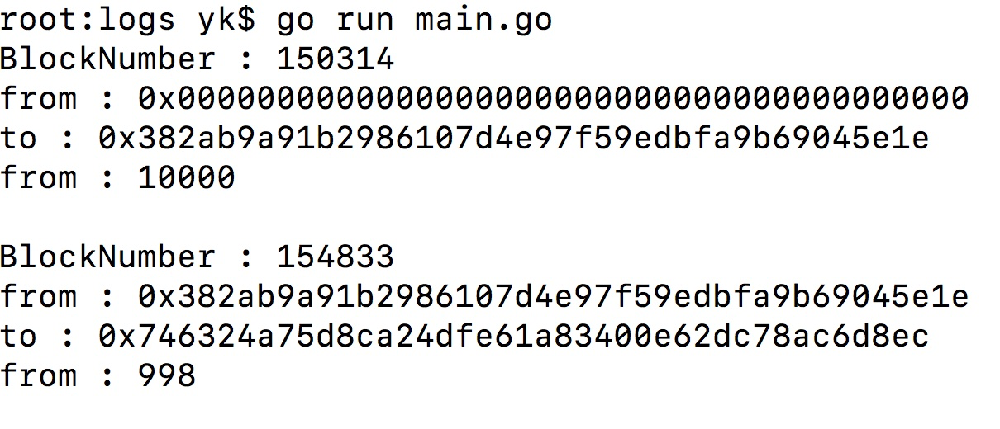 root:logs yk$ go run main.go
BlockNumber : 150314
from : 0x0000000000000000000000000000000000000000
to : 0x382ab9a91b2986107d4e97f59edbfa9b69045e1e
from : 10000
BlockNumber : 154833
from : 0x382ab9a91b2986107d4e97f59edbfa9b69045e1e
to : 0x746324a75d8ca24dfe61a83400e62dc78ac6d8ec
from : 998